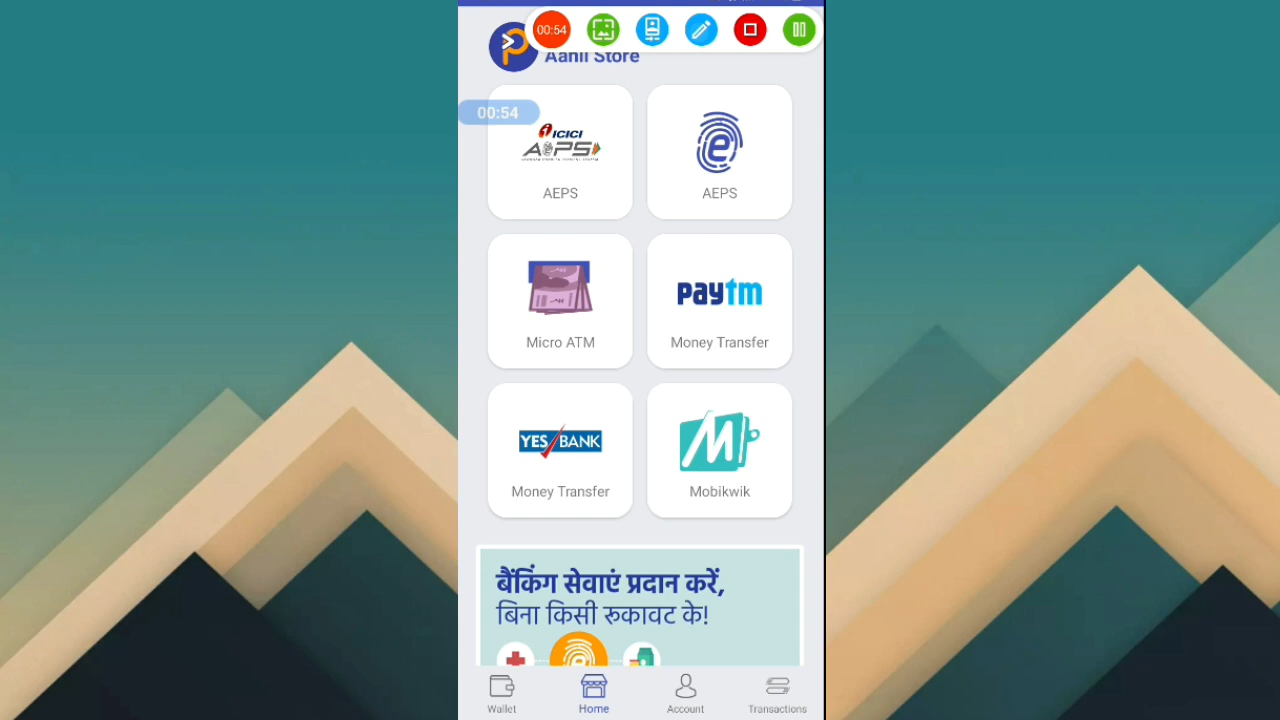 00:54
Aanil Store
00:54
ICICI
AePS
AEPS
e
AEPS
Micro ATM
paytm
Money Transfer
YES BANK
Money Transfer
M
Mobikwik
बैंकिंग सेवाएं प्रदान करें,
बिना किसी रूकावट के!
e
Wallet
Home
Account
Transactions